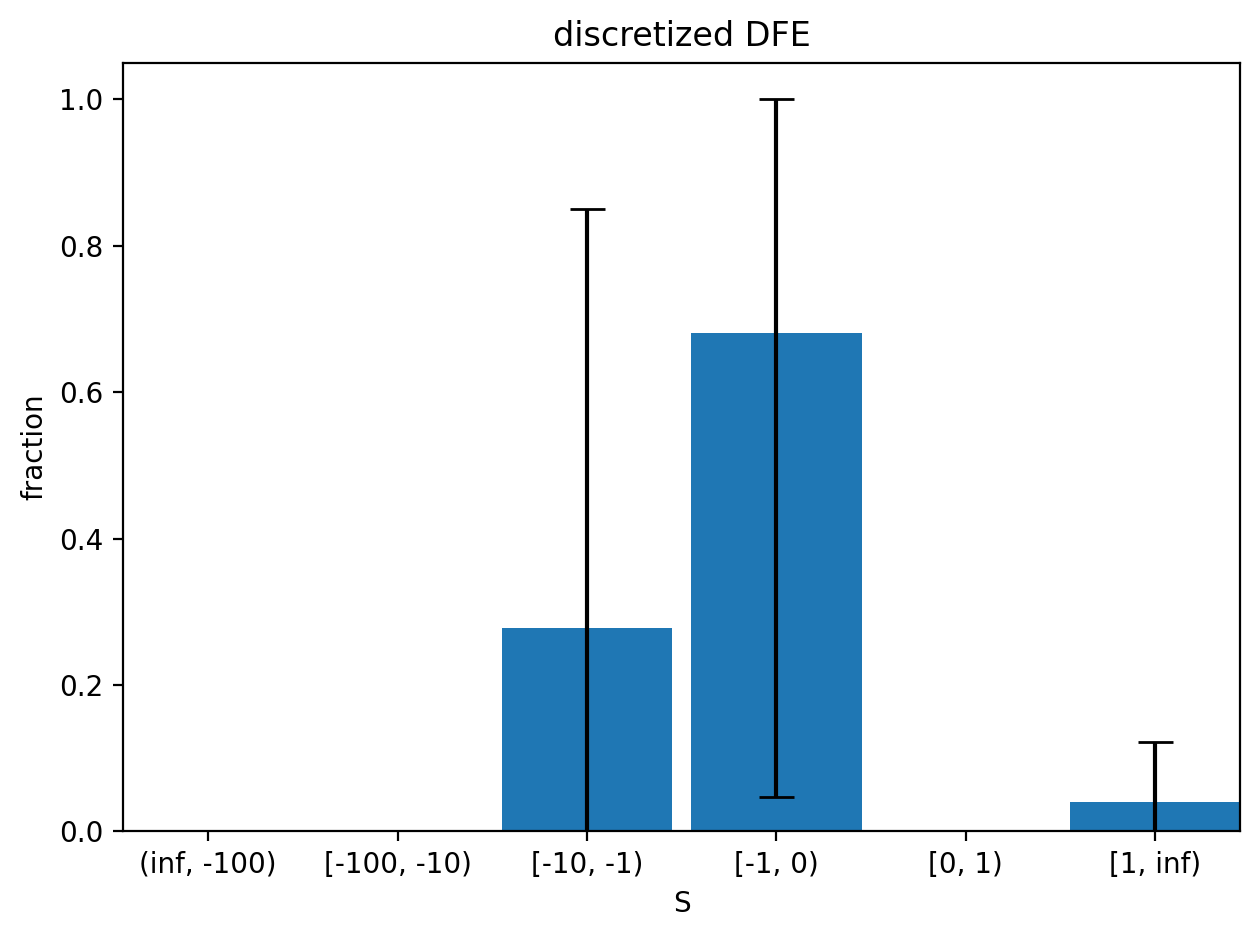 discretized DFE
1.0
0.8
0.6
0.4
0.2
0.0
fraction
(inf, -100)
[-100, -10)
[-10, -1)
[-1, 0)
[0, 1)
[1, inf)
S